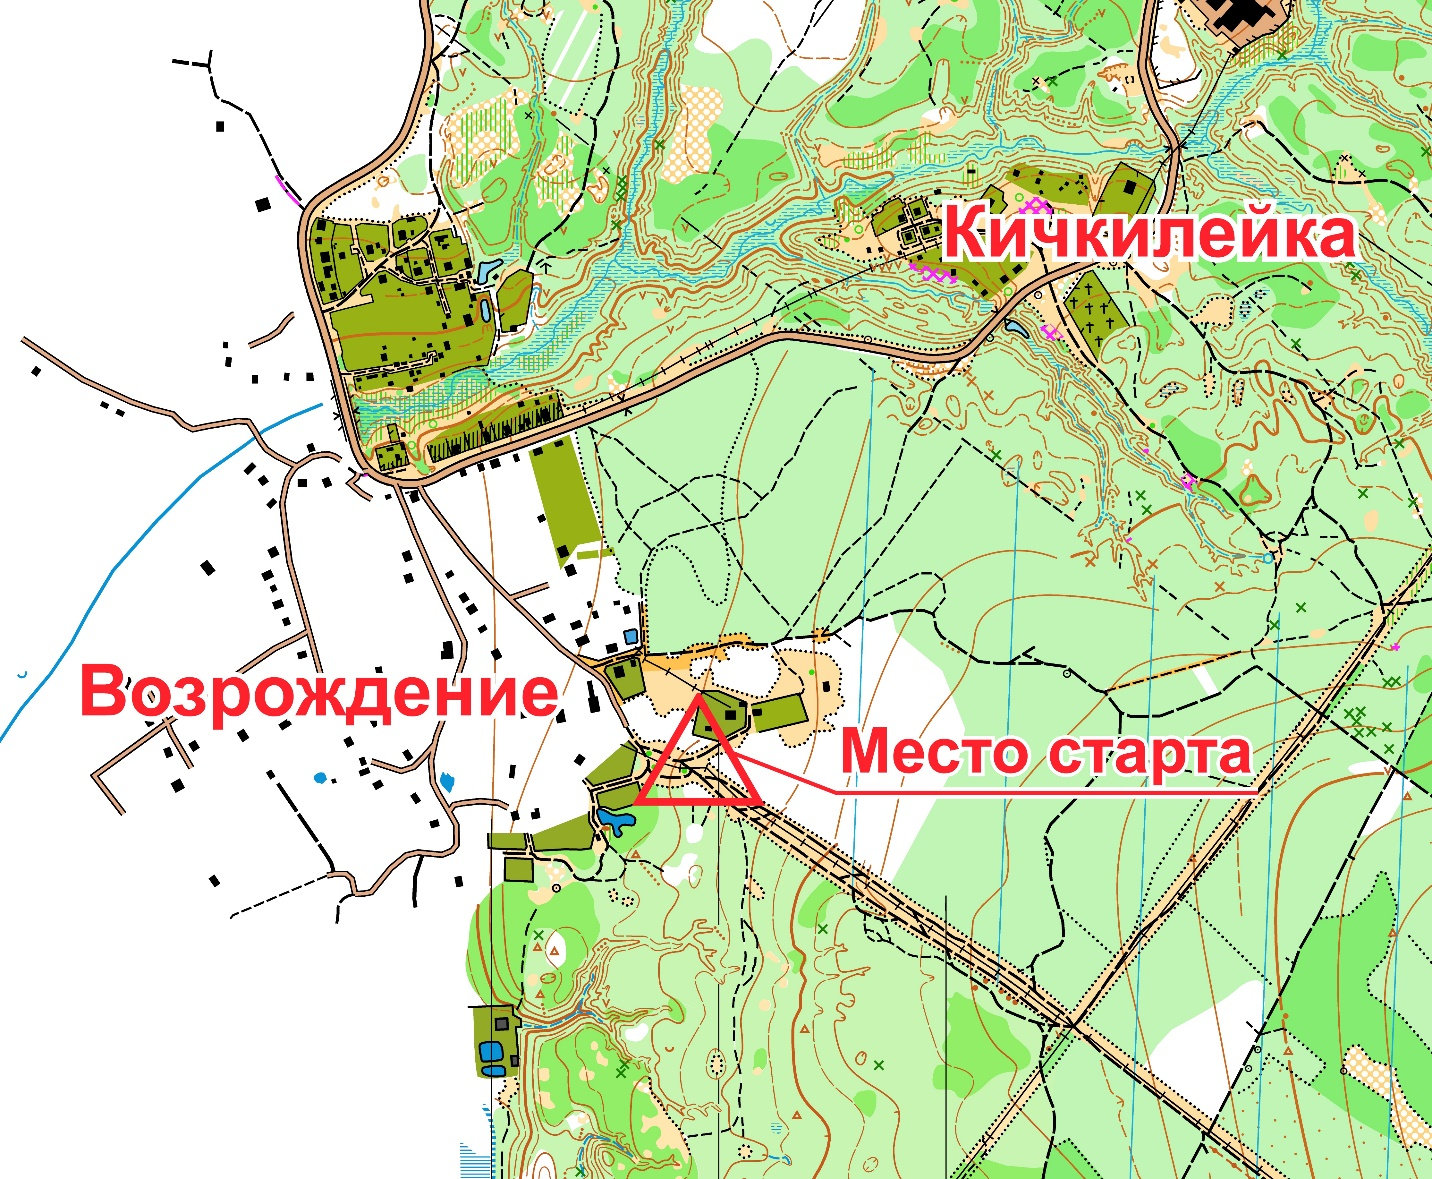 Кичкилейка
Возрождение
Место старта